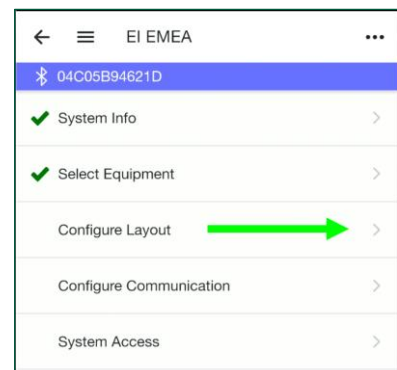 EI EMEA
04C05B94621D
System Info
Select Equipment
Configure Layout
Configure Communication
System Access